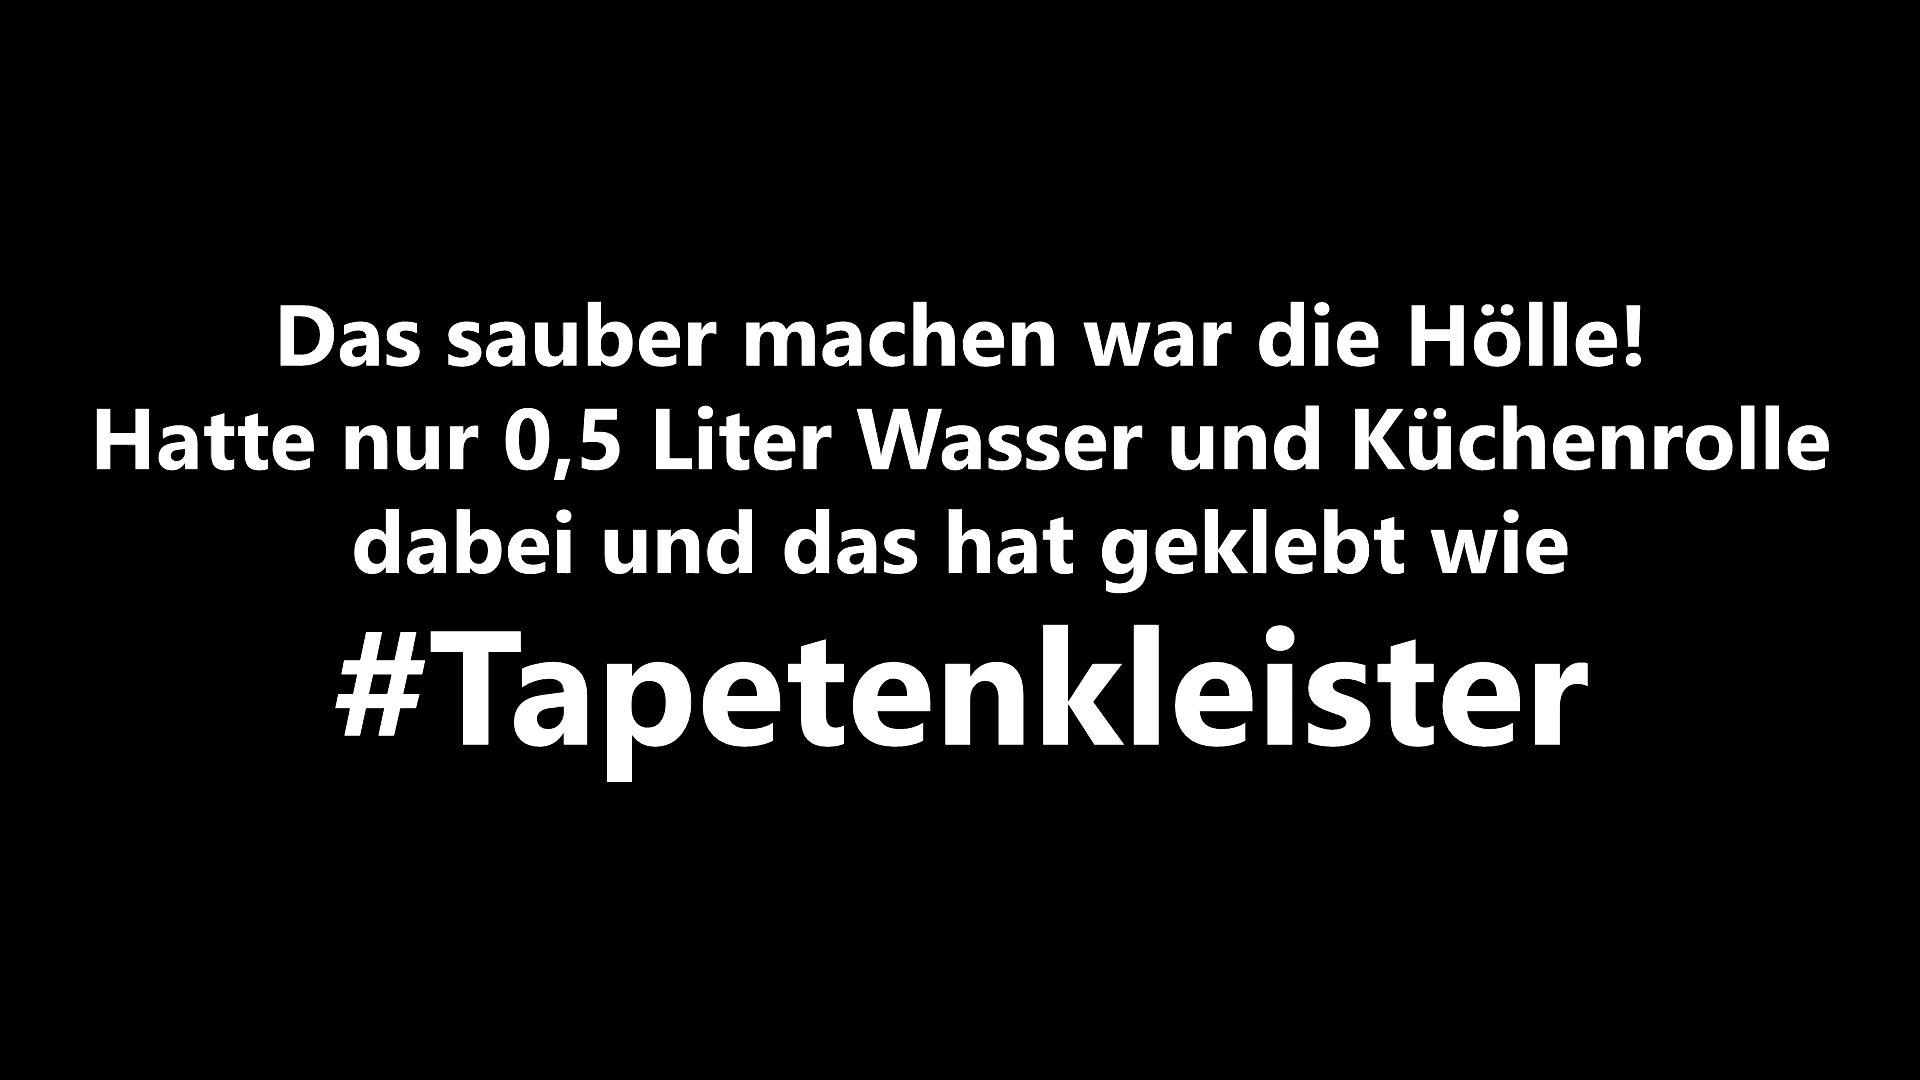 Das sauber machen war die Hölle!
Hatte nur 0,5 Liter Wasser und Küchenrolle
dabei und das hat geklebt wie
#Tapetenkleister